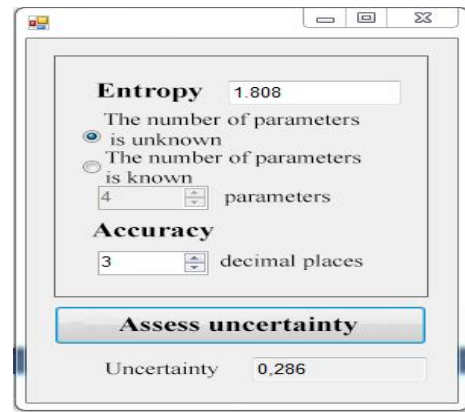 Entropy 1.808
The number of parameters
is unknown
The number of parameters
is known
4 parameters
Accuracy
3 decimal places
Assess uncertainty
Uncertainty 0,286